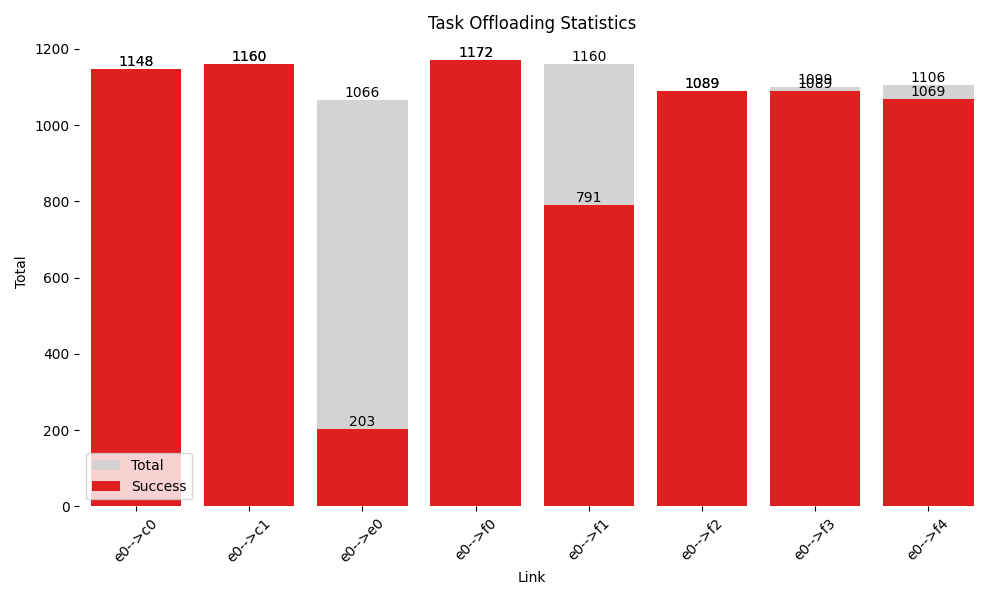 Task Offloading Statistics
1200
1000
800
600
400
200
0
Total
1148
1160
1066
203
1172
1160
791
1089
1099
1089
1106
1069
Total
Success
e0-->c0
e0-->c1
e0-->e0
e0-->f0
e0-->f1
e0-->f2
e0-->f3
e0-->f4
Link